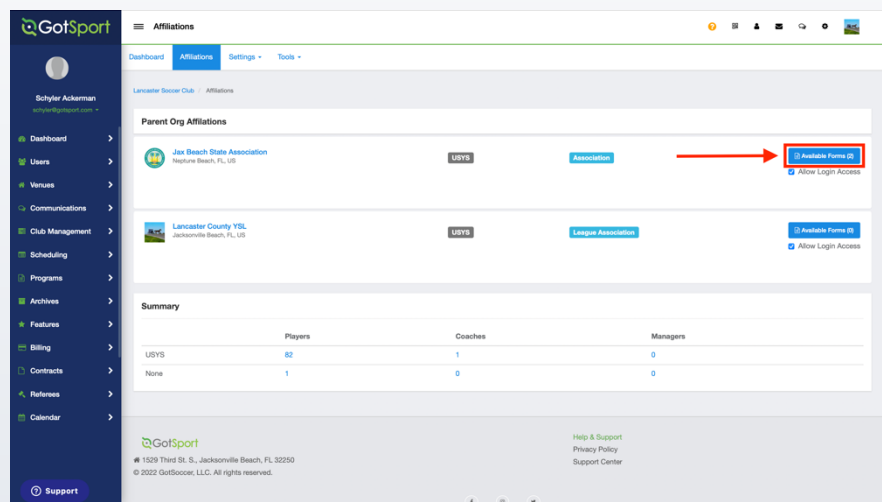 GotSport
Affiliations
Schyler Ackerman
schyler@gotsport.com
Dashboard
Users
Venues
Communications
Club Management
Scheduling
Programs
Archives
Features
Billing
Contracts
Referees
Calendar
Support
Dashboard Affiliations Settings Tools
Lancaster Soccer Club / Affiliations
Parent Org Affilations
Jax Beach State Association
Neptune Beach, FL, US
USYS
Association
Available Forms (2)
Allow Login Access
Lancaster County YSL
Jacksonville Beach, FL, US
USYS
League Association
Available Forms (0)
Allow Login Access
Summary
Players Coaches Managers
USYS 82 1 0
None 1 0 0
GotSport
1529 Third St. S., Jacksonville Beach, FL 32250
© 2022 GotSoccer, LLC. All rights reserved.
Help & Support
Privacy Policy
Support Center